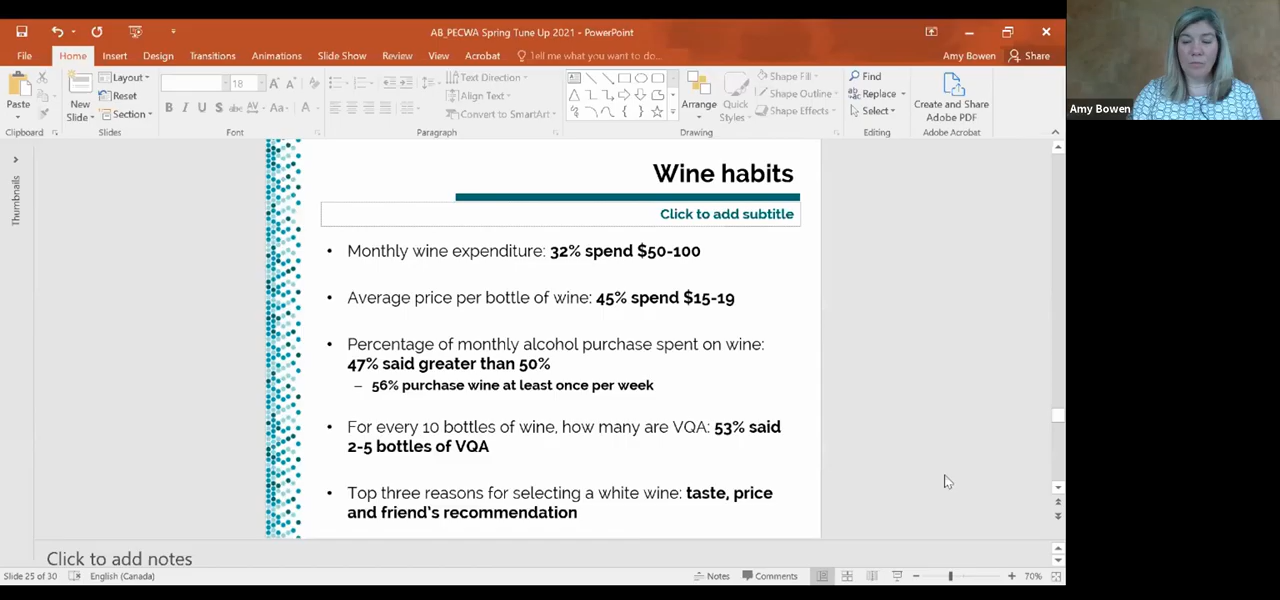 AB_PECWA Spring Tune Up 2021 - PowerPoint
File Home Insert Design Transitions Animations Slide Show Review View Acrobat Tell me what you want to do... Amy Bowen Share
Paste
Clipboard
New Slide
Layout
Reset
Section
Slides
18
B I U S abc AV Aa A
Font
Text Direction
Align Text
Convert to SmartArt
Paragraph
Arrange
Quick Styles
Shape Fill
Shape Outline
Shape Effects
Drawing
Find
Replace
Select
Editing
Create and Share
Adobe PDF
Adobe Acrobat
Amy Bowen
Thumbnails
Wine habits
Click to add subtitle
• Monthly wine expenditure: 32% spend $50-100
• Average price per bottle of wine: 45% spend $15-19
• Percentage of monthly alcohol purchase spent on wine:
47% said greater than 50%
– 56% purchase wine at least once per week
• For every 10 bottles of wine, how many are VQA: 53% said
2-5 bottles of VQA
• Top three reasons for selecting a white wine: taste, price
and friend's recommendation
Click to add notes
Slide 25 of 30 English (Canada) Notes Comments 70%